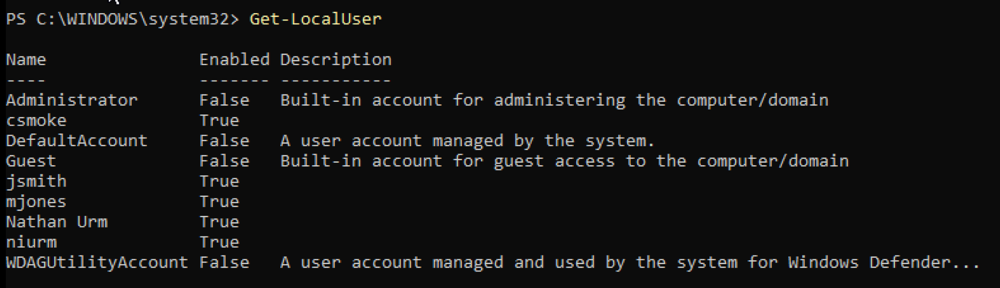 PS C:\WINDOWS\system32> Get-LocalUser
Name Enabled Description
---- ------- -----------
Administrator False Built-in account for administering the computer/domain
csmoke True
DefaultAccount False A user account managed by the system.
Guest False Built-in account for guest access to the computer/domain
jsmith True
mjones True
Nathan Urm True
niurm True
WDAGUtilityAccount False A user account managed and used by the system for Windows Defender...